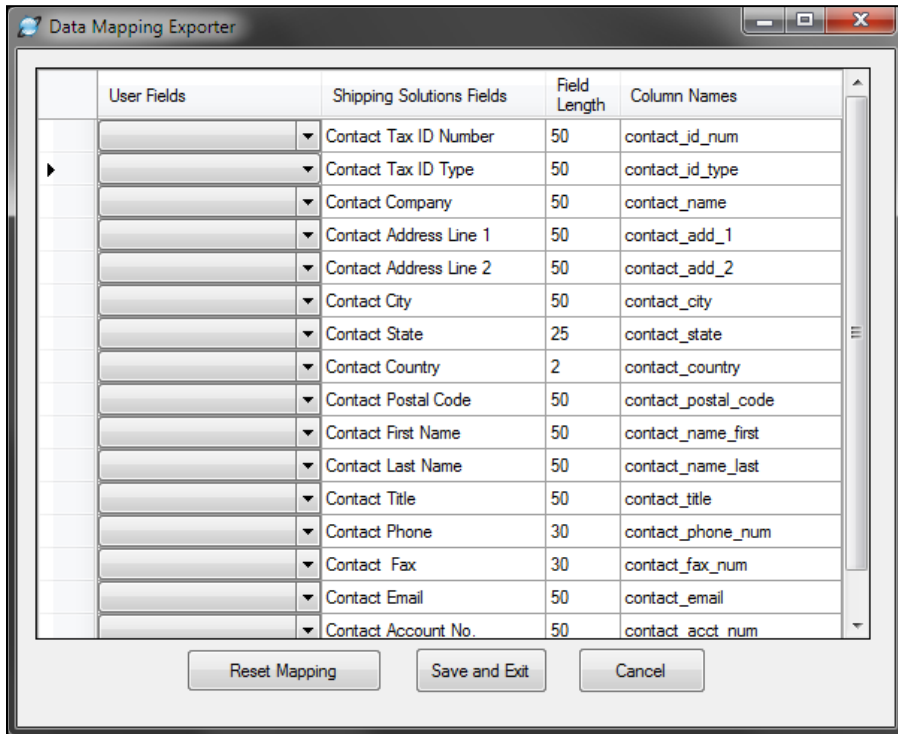 Data Mapping Exporter
User Fields Shipping Solutions Fields Field Length Column Names
Contact Tax ID Number 50 contact_id_num
Contact Tax ID Type 50 contact_id_type
Contact Company 50 contact_name
Contact Address Line 1 50 contact_add_1
Contact Address Line 2 50 contact_add_2
Contact City 50 contact_city
Contact State 25 contact_state
Contact Country 2 contact_country
Contact Postal Code 50 contact_postal_code
Contact First Name 50 contact_name_first
Contact Last Name 50 contact_name_last
Contact Title 50 contact_title
Contact Phone 30 contact_phone_num
Contact  Fax 30 contact_fax_num
Contact Email 50 contact_email
Contact Account No. 50 contact_acct_num
Reset Mapping Save and Exit Cancel